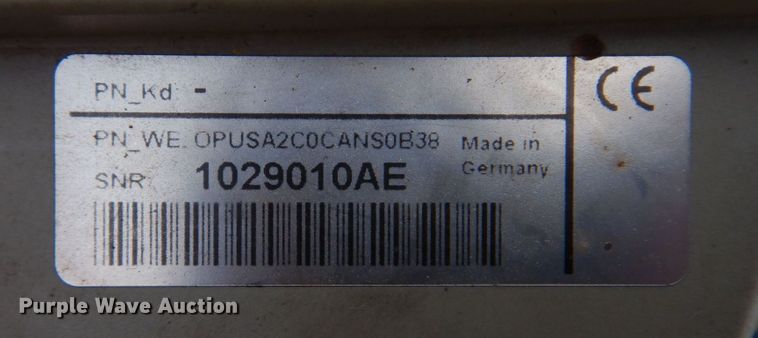 PN_Kd: -
CE
PN_WE: OPUSA2C0CANS0B38
Made in
Germany
SNR: 1029010AE
Purple Wave Auction